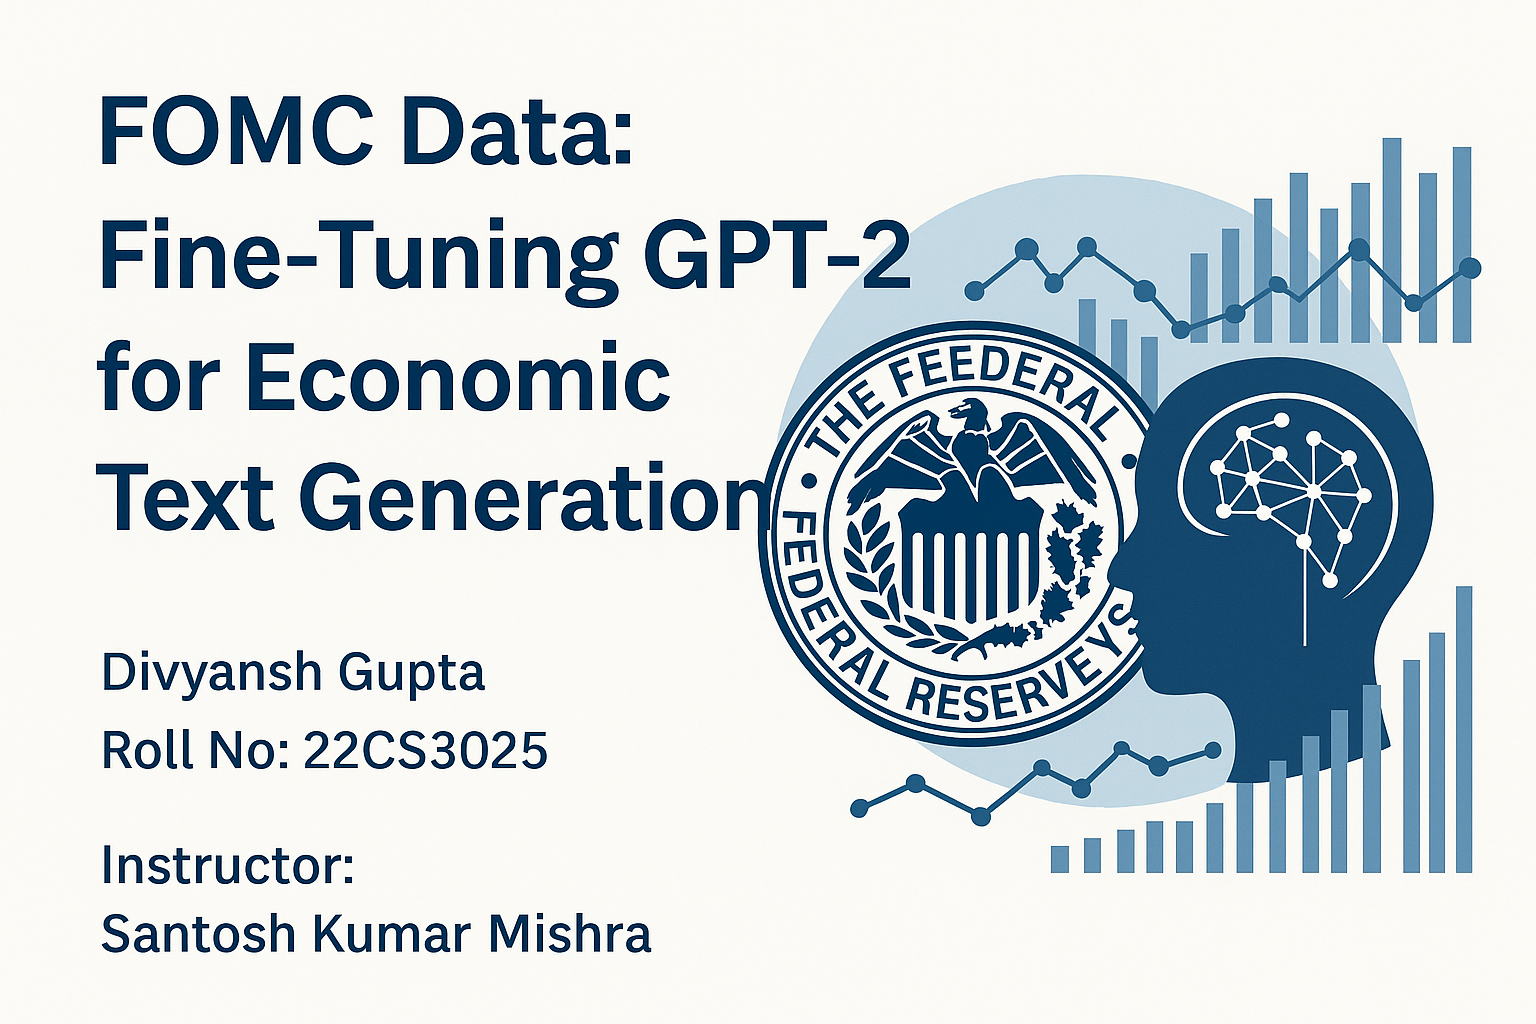 FOMC Data:
Fine-Tuning GPT-2
for Economic
Text Generation
Divyansh Gupta
Roll No: 22CS3025
Instructor:
Santosh Kumar Mishra
THE FEEDERAL
FEDERAL RESERVEYS